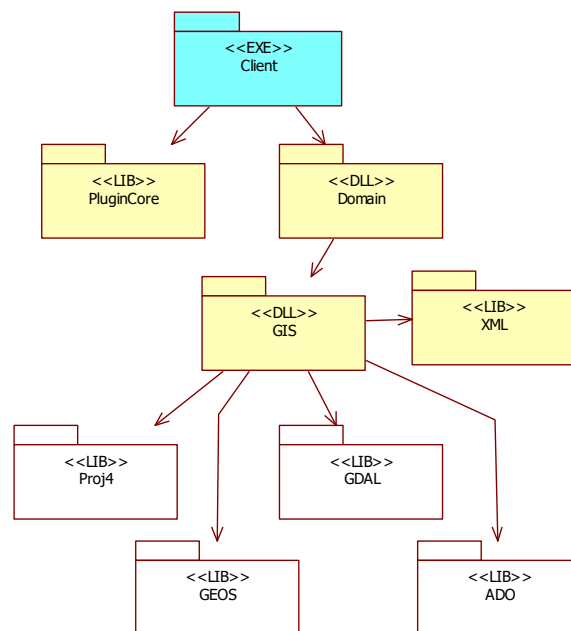 <<EXE>>
Client
<<LIB>>
PluginCore
<<DLL>>
Domain
<<DLL>>
GIS
<<LIB>>
XML
<<LIB>>
Proj4
<<LIB>>
GDAL
<<LIB>>
GEOS
<<LIB>>
ADO